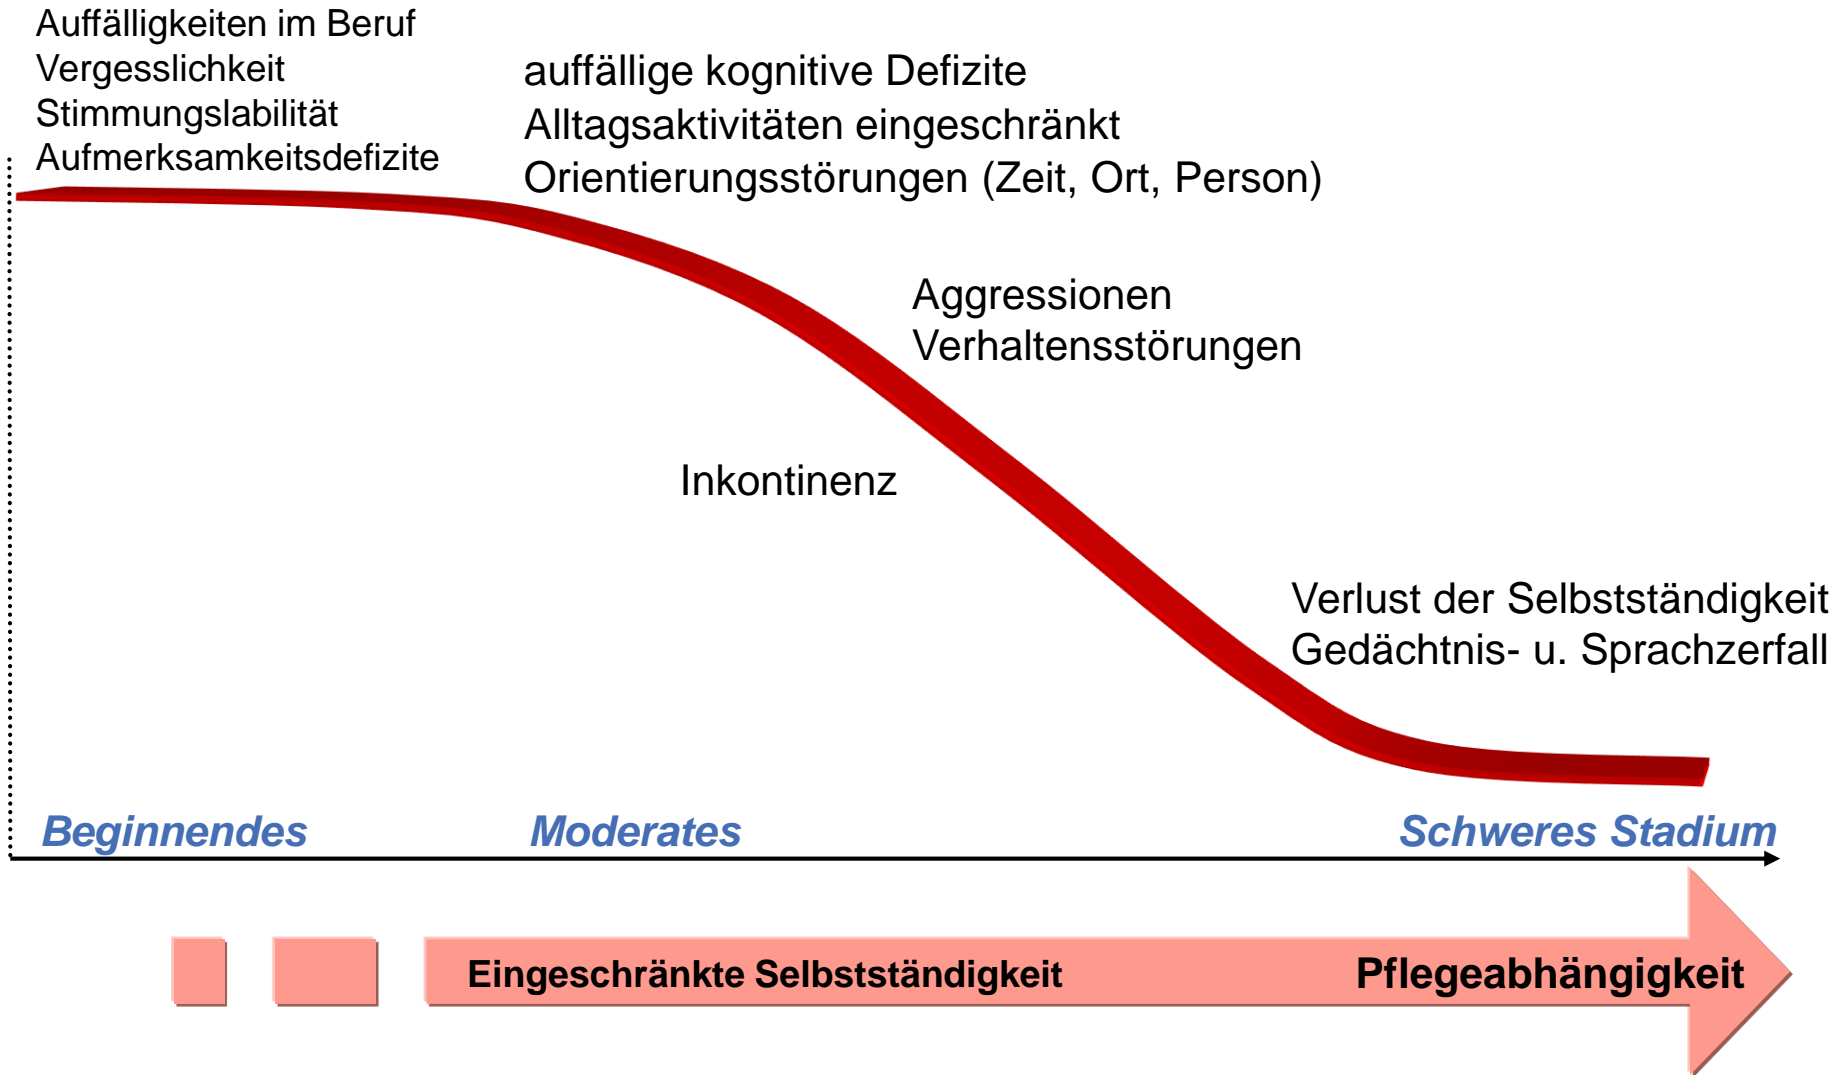 Auffälligkeiten im Beruf
Vergesslichkeit
Stimmungslabilität
Aufmerksamkeitsdefizite
auffällige kognitive Defizite
Alltagsaktivitäten eingeschränkt
Orientierungsstörungen (Zeit, Ort, Person)
Aggressionen
Verhaltensstörungen
Inkontinenz
Verlust der Selbstständigkeit
Gedächtnis- u. Sprachzerfall
Beginnendes
Moderates
Schweres Stadium
Eingeschränkte Selbstständigkeit
Pflegeabhängigkeit